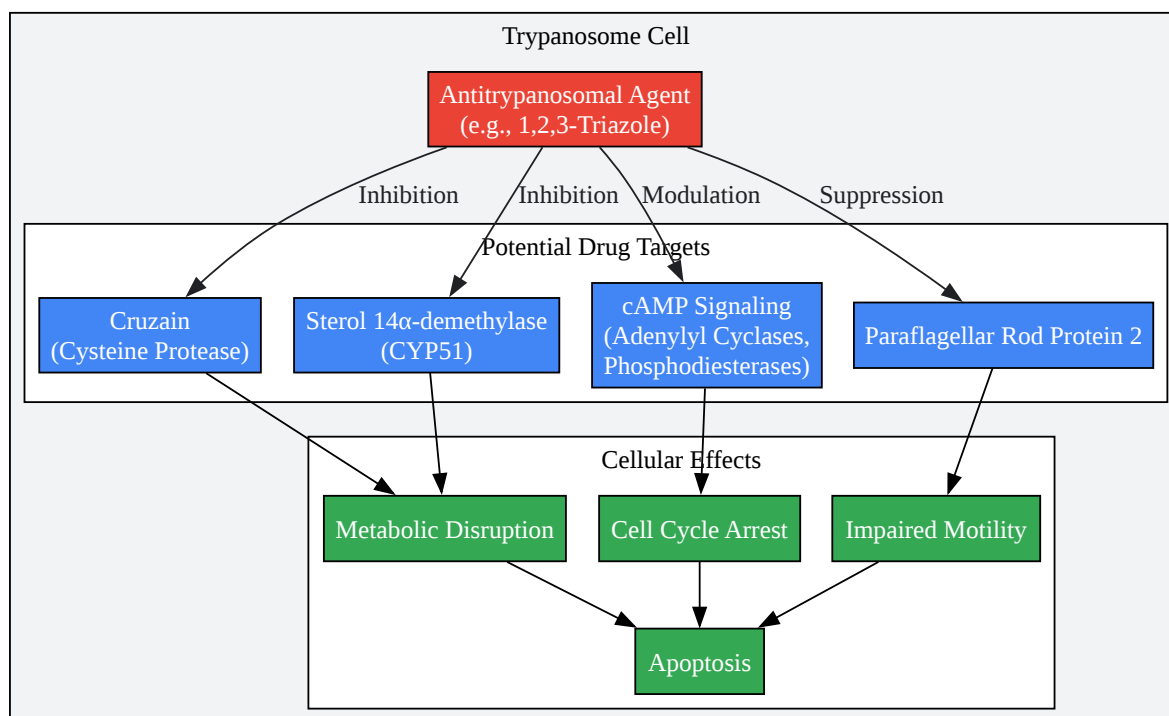 Trypanosome Cell
Antitrypanosomal Agent
(e.g., 1,2,3-Triazole)
Inhibition
Inhibition
Modulation
Suppression
Potential Drug Targets
Cruzain
(Cysteine Protease)
Sterol 14α-demethylase
(CYP51)
cAMP Signaling
(Adenylyl Cyclases,
Phosphodiesterases)
Paraflagellar Rod Protein 2
Cellular Effects
Metabolic Disruption
Cell Cycle Arrest
Impaired Motility
Apoptosis